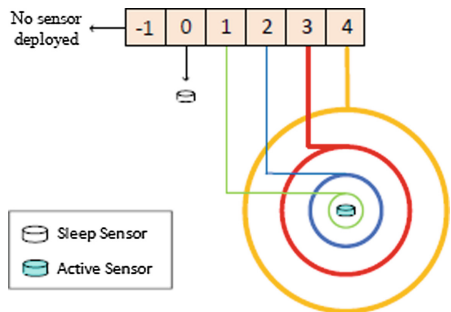 No sensor
deployed
-1 0 1 2 3 4
Sleep Sensor
Active Sensor